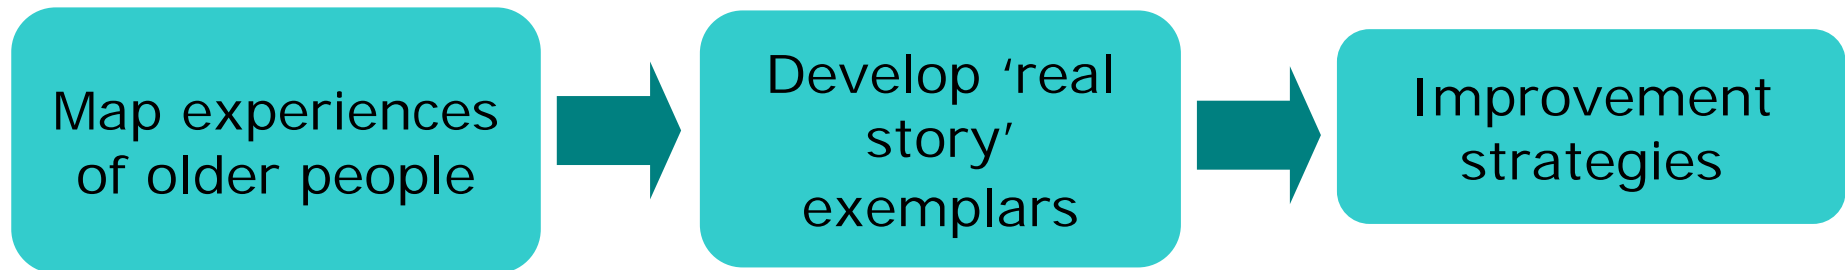 Map experiences
of older people
Develop ‘real
story’
exemplars
Improvement
strategies